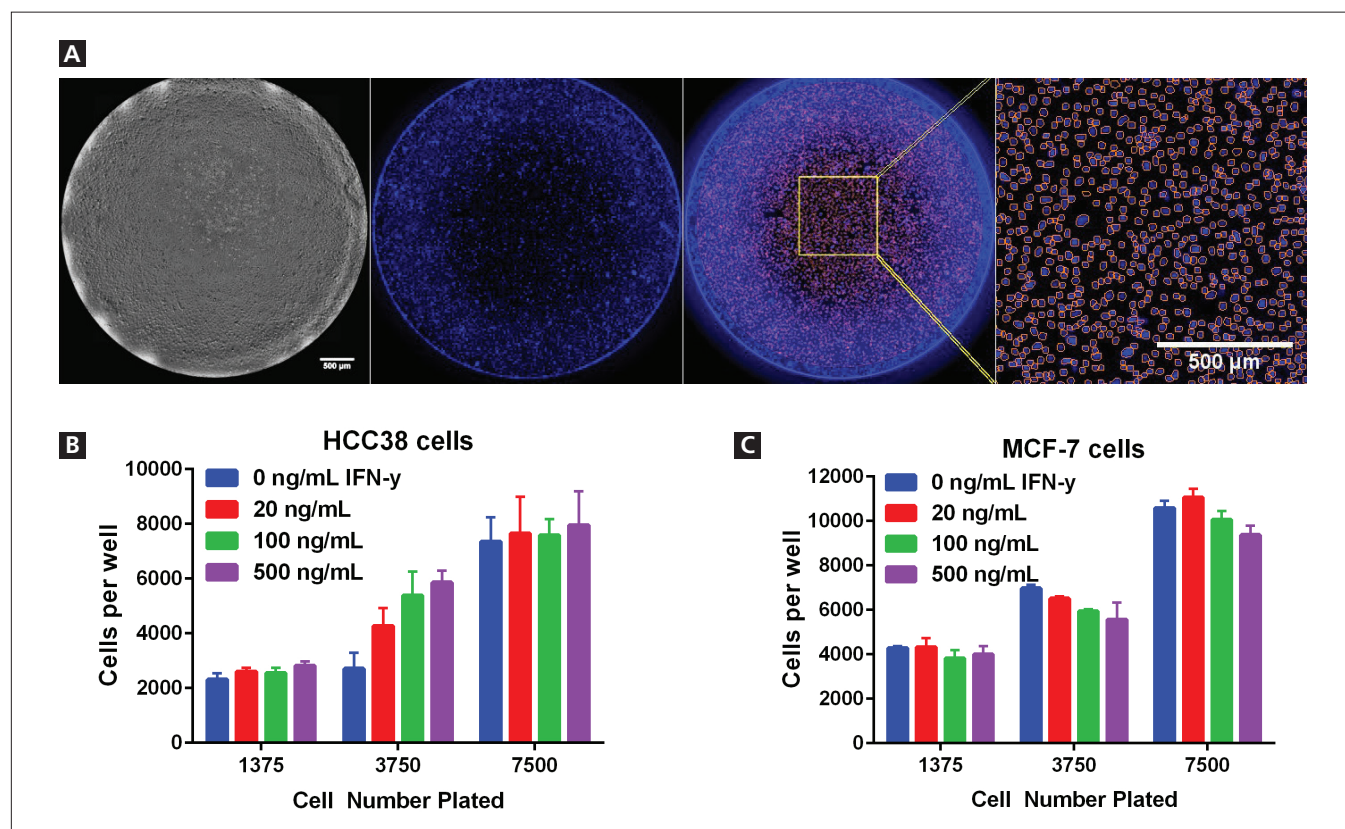 A
500 µm
500 µm
B
HCC38 cells
10000
8000
6000
4000
2000
0
Cells per well
0 ng/mL IFN-y
20 ng/mL
100 ng/mL
500 ng/mL
1375
3750
7500
Cell Number Plated
C
MCF-7 cells
12000
10000
8000
6000
4000
2000
0
Cells per well
0 ng/mL IFN-y
20 ng/mL
100 ng/mL
500 ng/mL
1375
3750
7500
Cell Number Plated